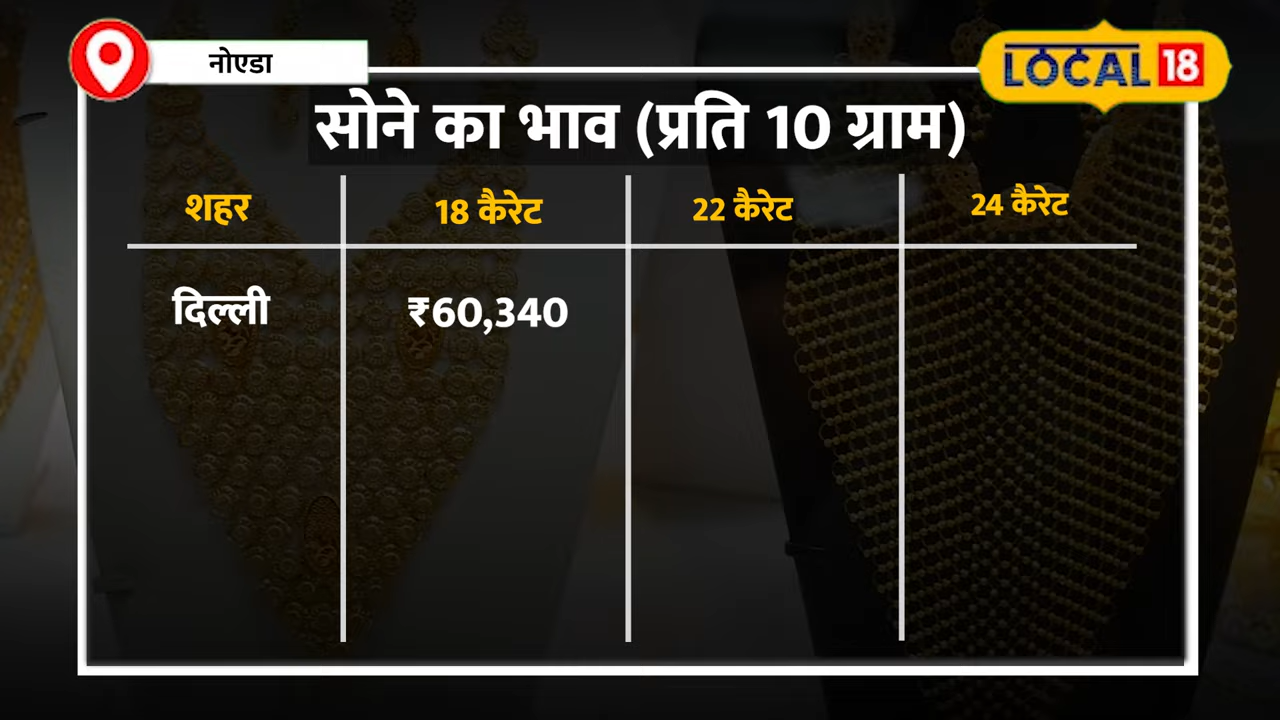 नोएडा
LOCAL 18
सोने का भाव (प्रति 10 ग्राम)
शहर 18 कैरेट 22 कैरेट 24 कैरेट
दिल्ली ₹60,340